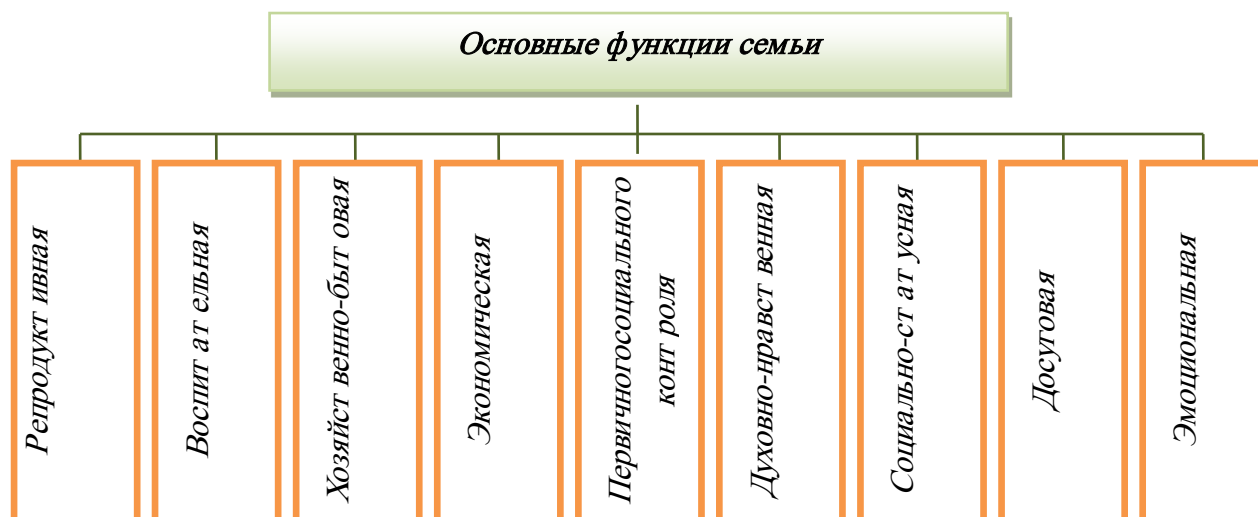 Основные функции семьи
Репродукт ивная
Воспит ат ельная
Хозяйст венно-быт овая
Экономическая
Первичногосоциального
конт роля
Духовно-нравст венная
Социально-ст ат усная
Досуговая
Эмоциональная